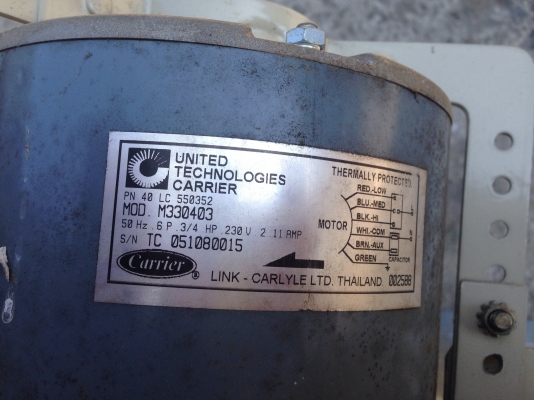 UNITED
TECHNOLOGIES
CARRIER
PN 40 LC 550352
MOD. M330403
50 Hz . 6 P . 3/4 HP . 230 V 2 11 AMP
S/N TC 051080015
Carrier ®
LINK - CARLYLE LTD. THAILAND 002586
THERMALLY PROTECTED
RED.-LOW
BLU.-MED
BLK.-HI
MOTOR
WHI.-COM
BRN.-AUX
GREEN
CAPACITOR